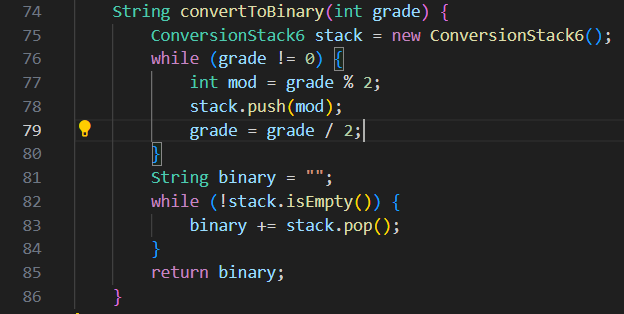 74 String convertToBinary(int grade) {
75 ConversionStack6 stack = new ConversionStack6();
76 while (grade != 0) {
77 int mod = grade % 2;
78 stack.push(mod);
79 grade = grade / 2;
80 }
81 String binary = "";
82 while (!stack.isEmpty()) {
83 binary += stack.pop();
84 }
85 return binary;
86 }